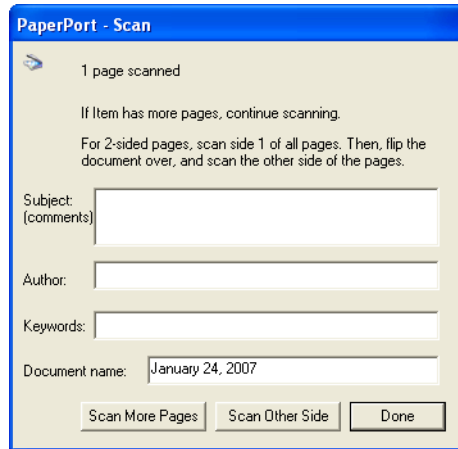 PaperPort - Scan
1 page scanned
If Item has more pages, continue scanning.
For 2-sided pages, scan side 1 of all pages. Then, flip the
document over, and scan the other side of the pages.
Subject:
(comments)
Author:
Keywords:
Document name: January 24, 2007
Scan More Pages Scan Other Side Done